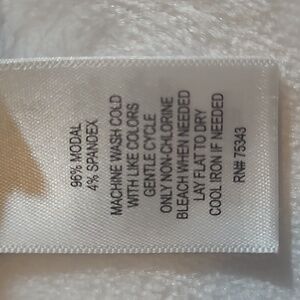 96% MODAL
4% SPANDEX
MACHINE WASH COLD
WITH LIKE COLORS
GENTLE CYCLE
ONLY NON-CHLORINE
BLEACH WHEN NEEDED
LAY FLAT TO DRY
COOL IRON IF NEEDED
RN# 75343